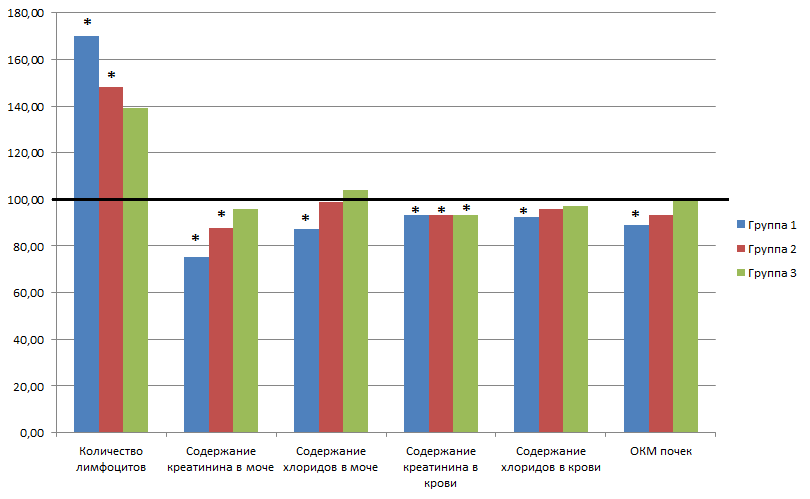 180,00
160,00
140,00
120,00
100,00
80,00
60,00
40,00
20,00
0,00
*
*
*
*
*
*
*
*
*
*
Количество
лимфоцитов
Содержание
креатинина в моче
Содержание
хлоридов в моче
Содержание
креатинина в
крови
Содержание
хлоридов в крови
ОКМ почек
Группа 1
Группа 2
Группа 3